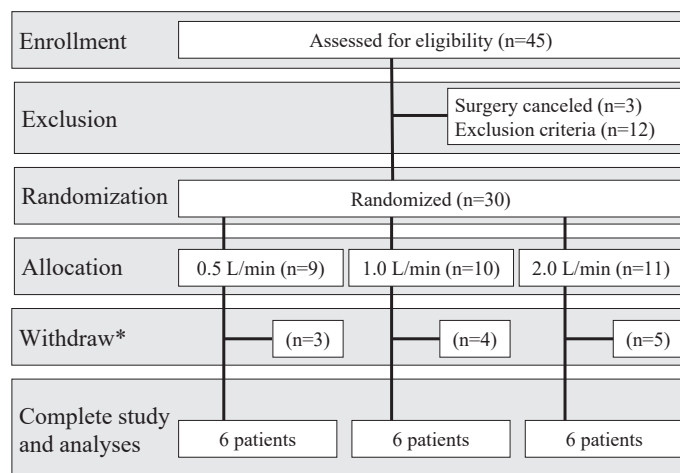 Enrollment
Assessed for eligibility (n=45)
Exclusion
Surgery canceled (n=3)
Exclusion criteria (n=12)
Randomization
Randomized (n=30)
Allocation
0.5 L/min (n=9)
1.0 L/min (n=10)
2.0 L/min (n=11)
Withdraw*
(n=3)
(n=4)
(n=5)
Complete study
and analyses
6 patients
6 patients
6 patients